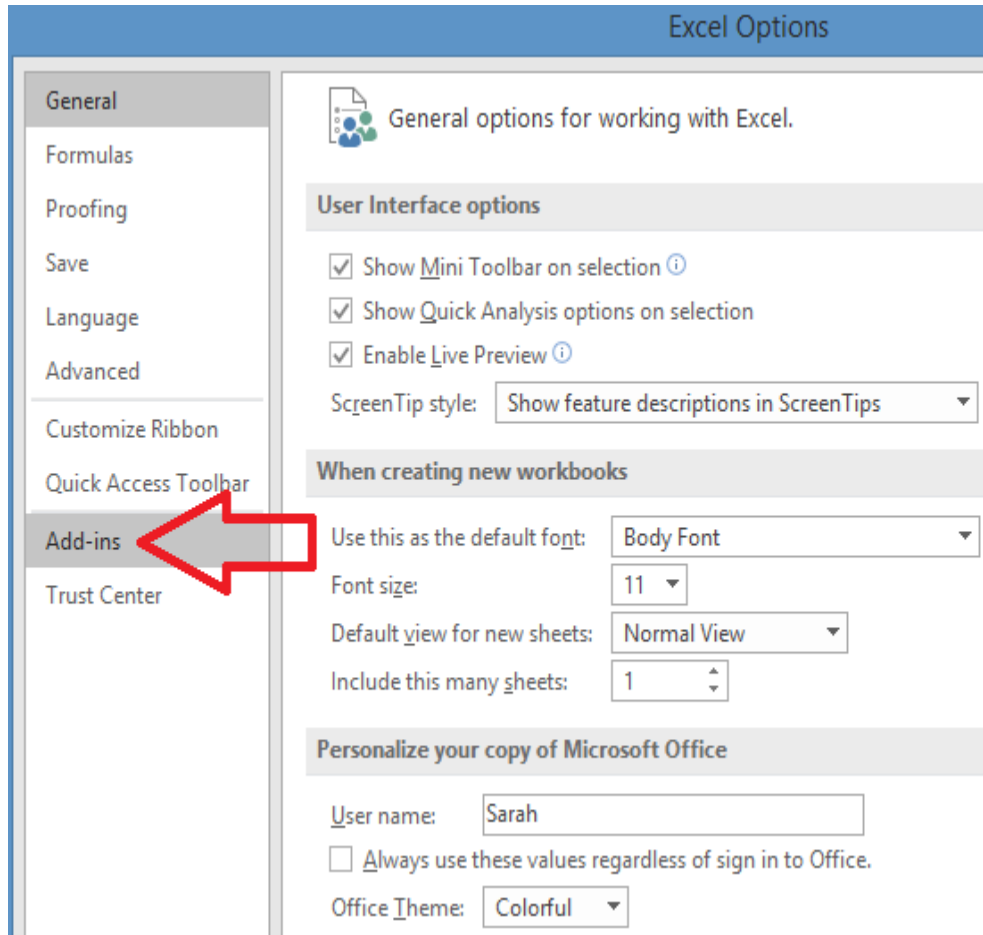 Excel Options
General
Formulas
Proofing
Save
Language
Advanced
Customize Ribbon
Quick Access Toolbar
Add-ins
Trust Center
General options for working with Excel.
User Interface options
Show Mini Toolbar on selection
Show Quick Analysis options on selection
Enable Live Preview
ScreenTip style: Show feature descriptions in ScreenTips
When creating new workbooks
Use this as the default font: Body Font
Font size: 11
Default view for new sheets: Normal View
Include this many sheets: 1
Personalize your copy of Microsoft Office
User name: Sarah
Always use these values regardless of sign in to Office.
Office Theme: Colorful